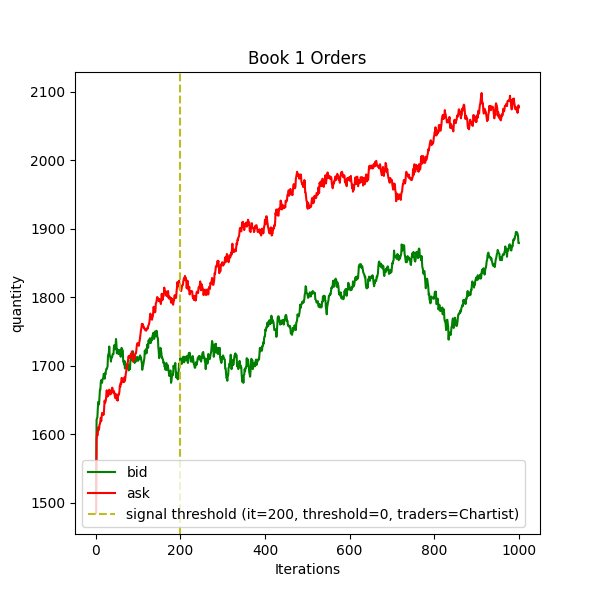 Book 1 Orders
quantity
2100
2000
1900
1800
1700
1600
1500
bid
ask
signal threshold (it=200, threshold=0, traders=Chartist)
0 200 400 600 800 1000
Iterations